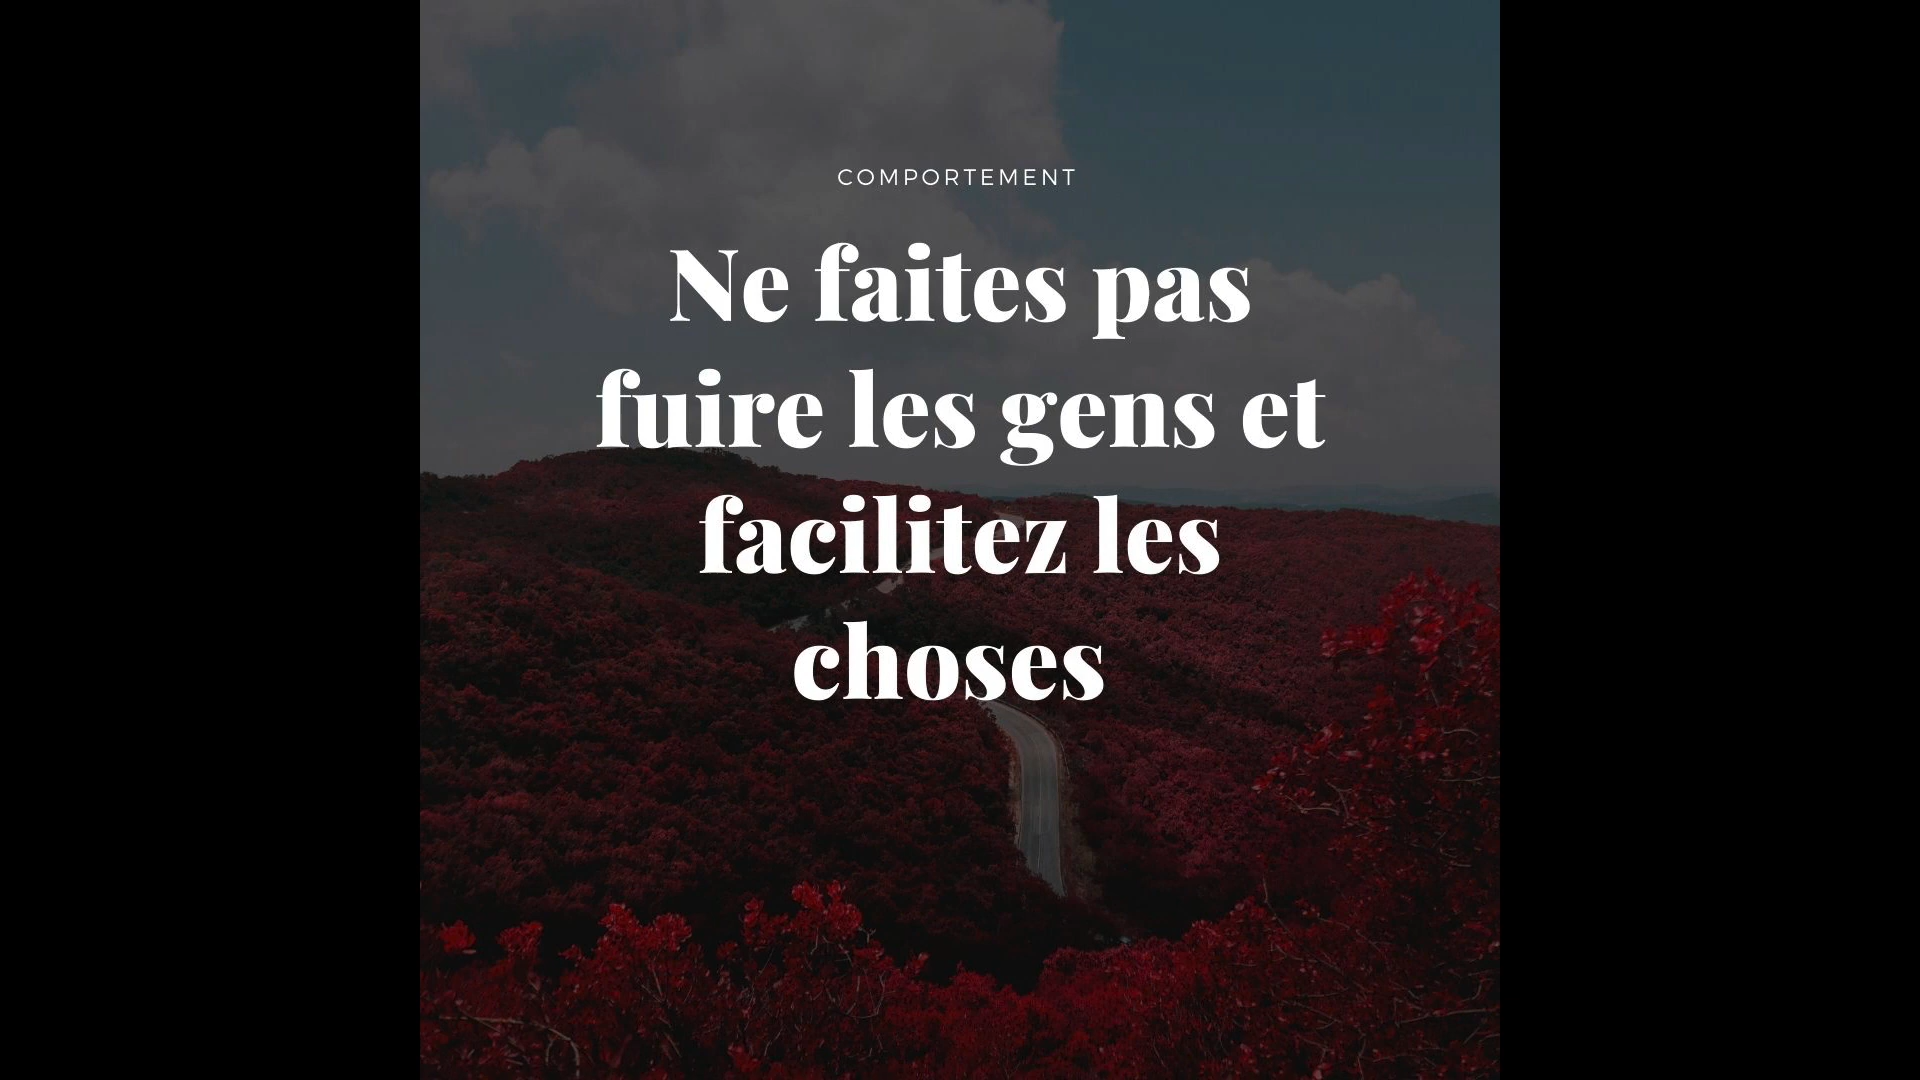 COMPORTEMENT
Ne faites pas
fuire les gens et
facilitez les
choses